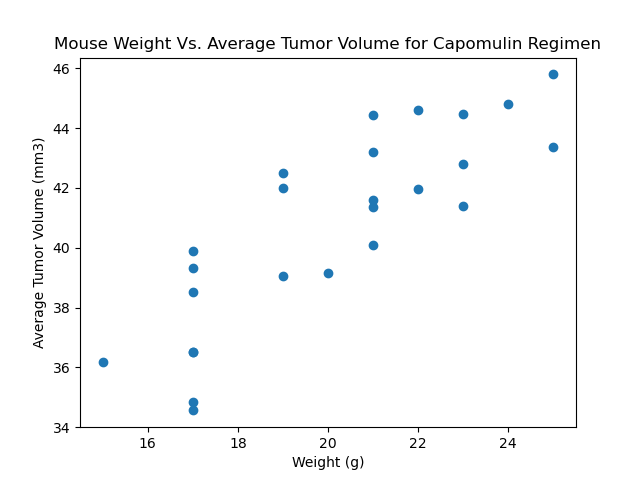 Mouse Weight Vs. Average Tumor Volume for Capomulin Regimen
46
44
42
40
38
36
34
Average Tumor Volume (mm3)
16 18 20 22 24
Weight (g)